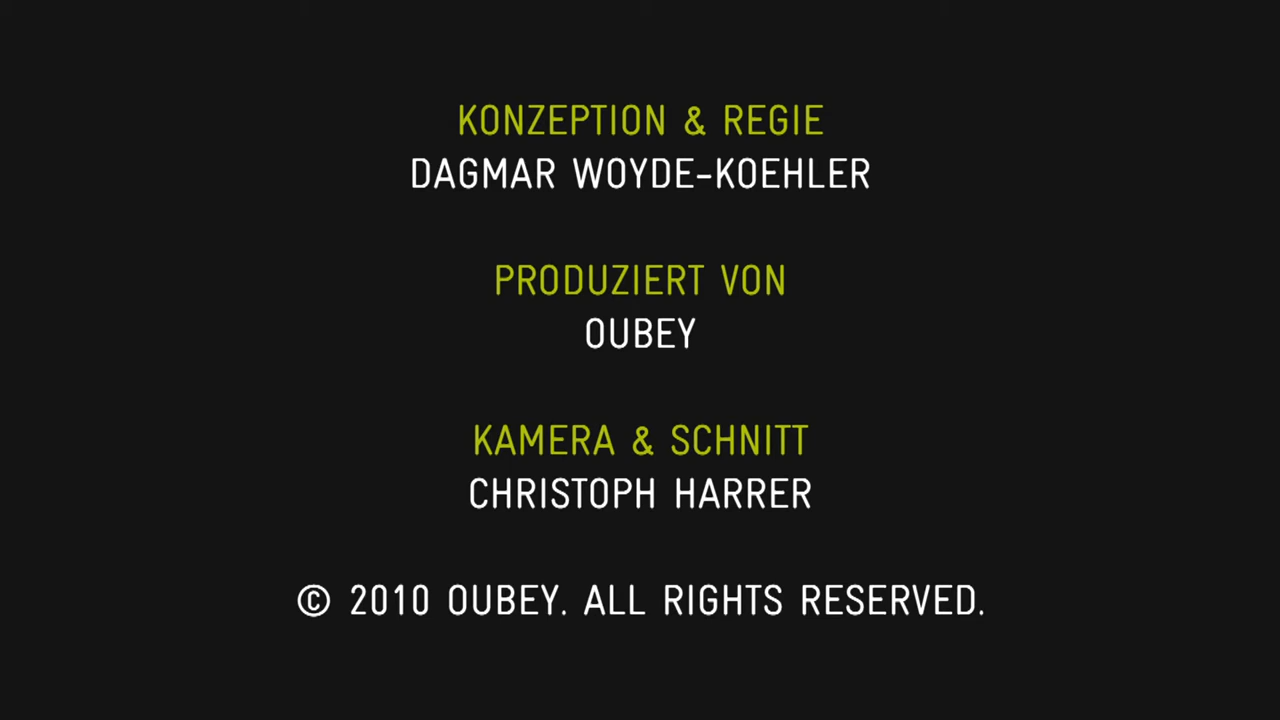 KONZEPTION & REGIE
DAGMAR WOYDE-KOEHLER
PRODUZIERT VON
OUBEY
KAMERA & SCHNITT
CHRISTOPH HARRER
© 2010 OUBEY. ALL RIGHTS RESERVED.